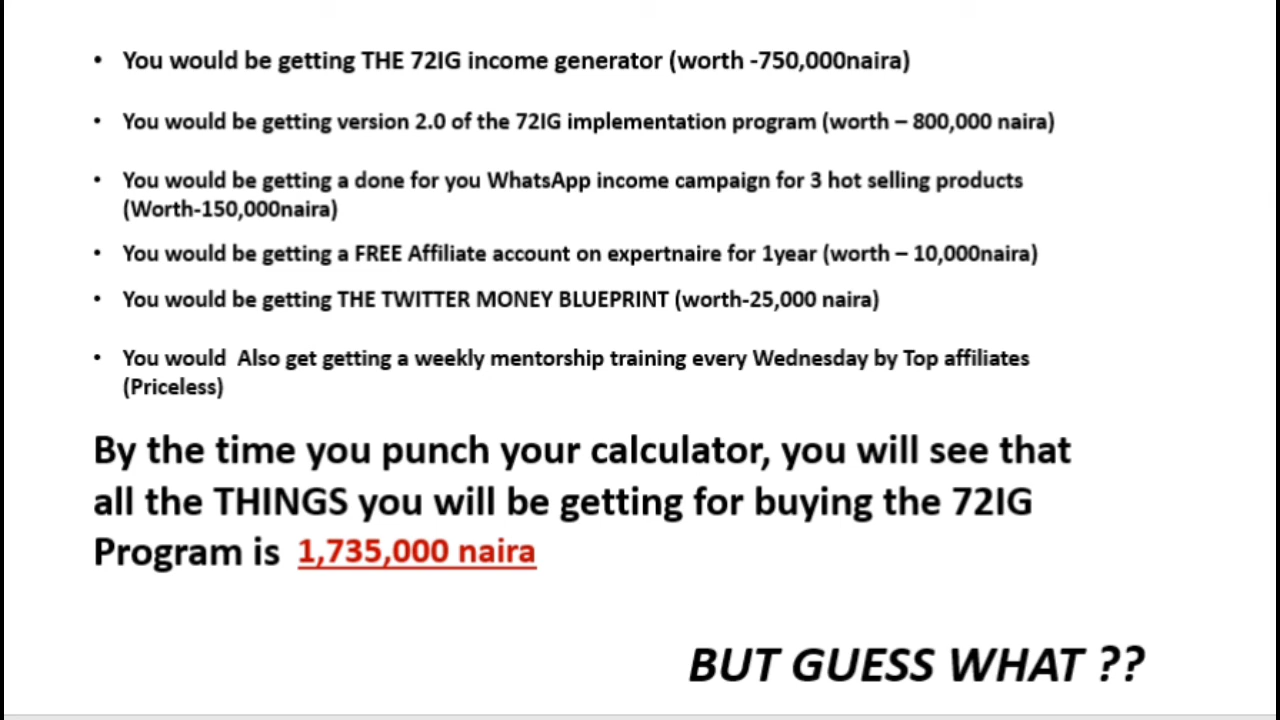 • You would be getting THE 72IG income generator (worth -750,000naira)
• You would be getting version 2.0 of the 72IG implementation program (worth – 800,000 naira)
• You would be getting a done for you WhatsApp income campaign for 3 hot selling products
(Worth-150,000naira)
• You would be getting a FREE Affiliate account on expertnaire for 1year (worth – 10,000naira)
• You would be getting THE TWITTER MONEY BLUEPRINT (worth-25,000 naira)
• You would  Also get getting a weekly mentorship training every Wednesday by Top affiliates
(Priceless)
By the time you punch your calculator, you will see that
all the THINGS you will be getting for buying the 72IG
Program is 1,735,000 naira
BUT GUESS WHAT ??